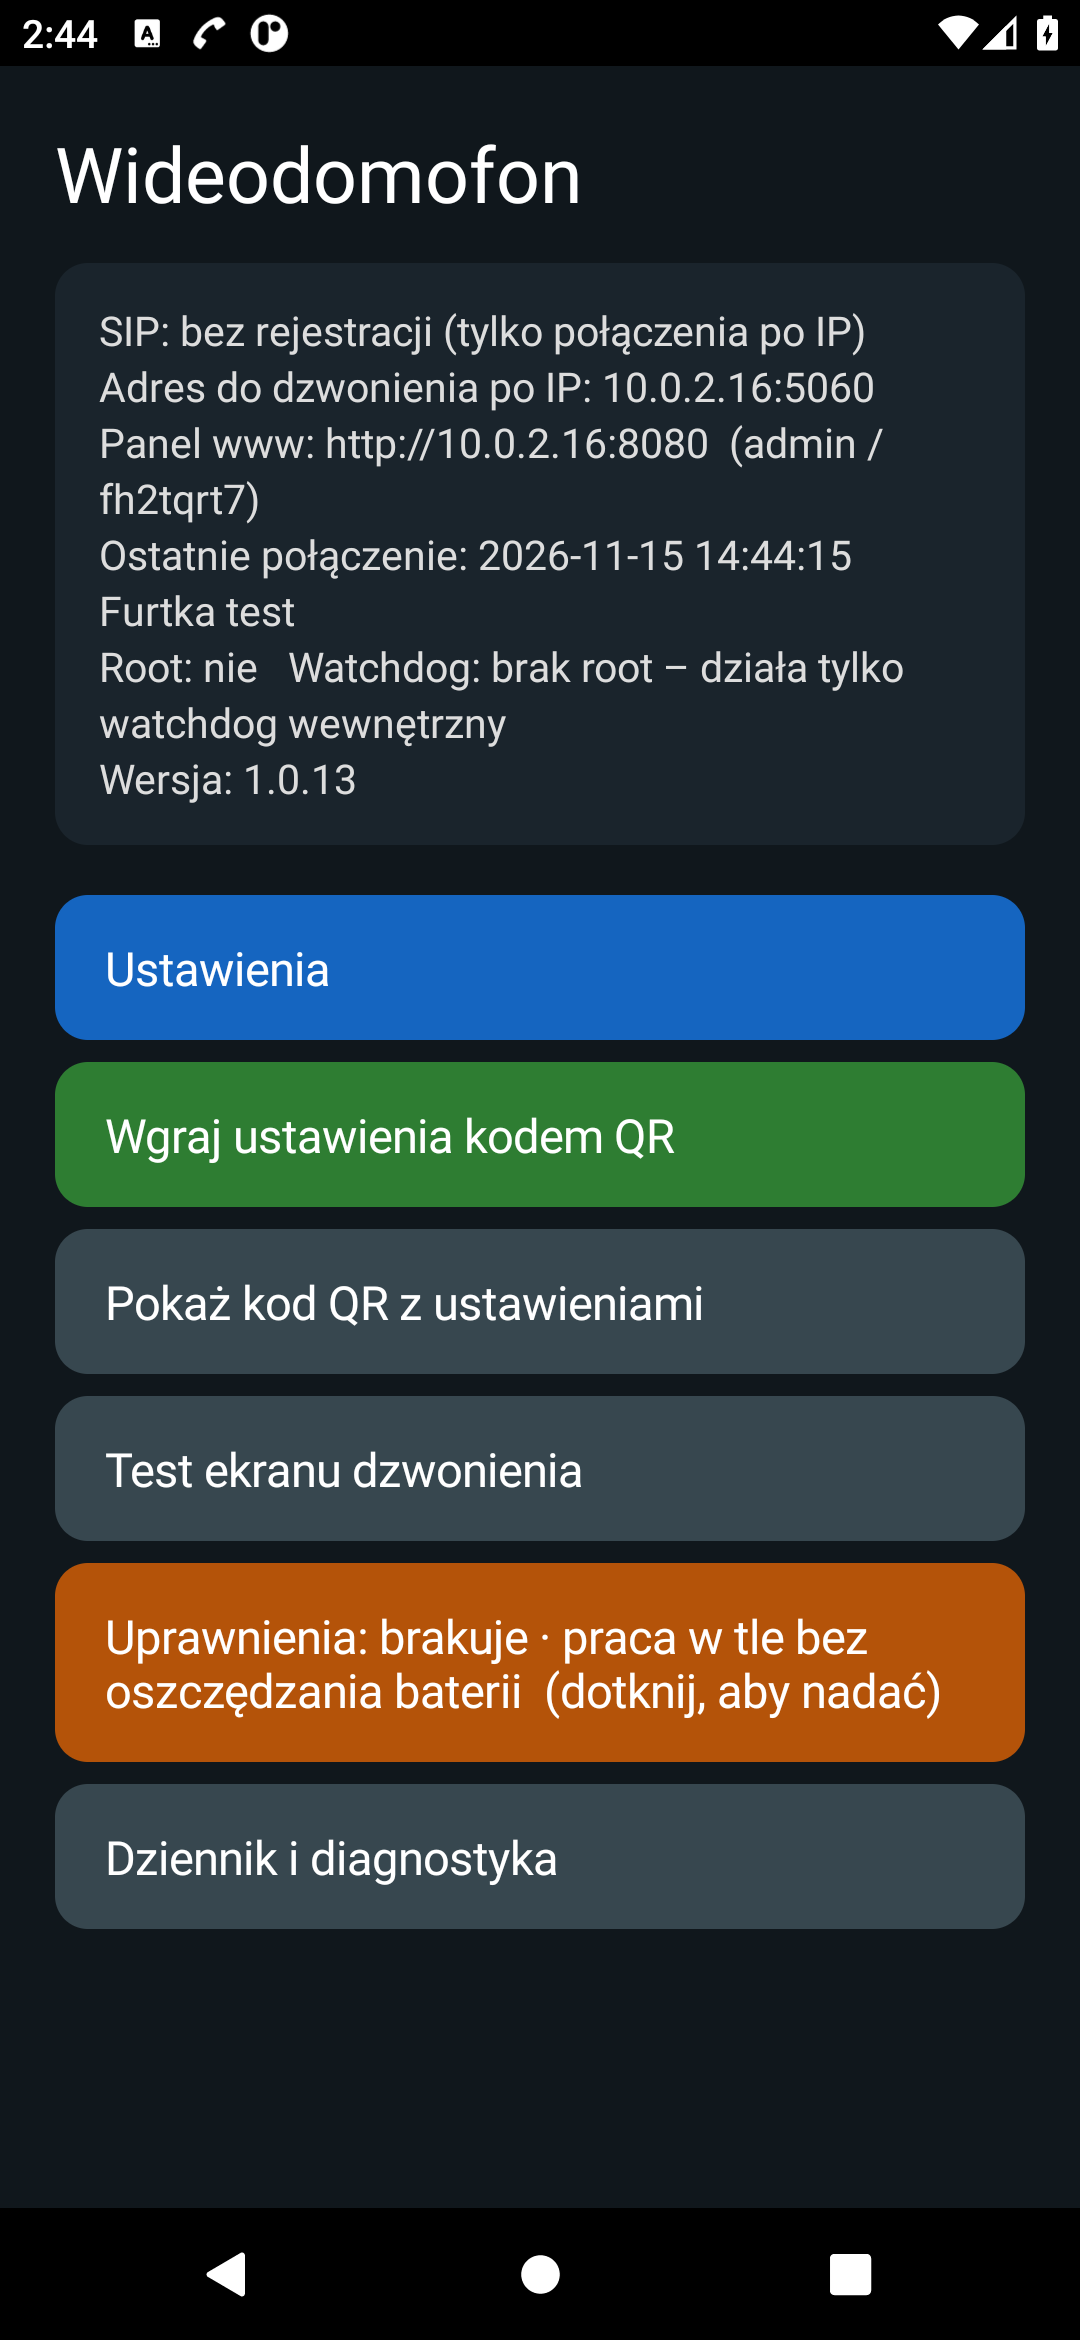 2:44
Wideodomofon
SIP: bez rejestracji (tylko połączenia po IP)
Adres do dzwonienia po IP: 10.0.2.16:5060
Panel www: http://10.0.2.16:8080  (admin /
fh2tqrt7)
Ostatnie połączenie: 2026-11-15 14:44:15
Furtka test
Root: nie   Watchdog: brak root – działa tylko
watchdog wewnętrzny
Wersja: 1.0.13
Ustawienia
Wgraj ustawienia kodem QR
Pokaż kod QR z ustawieniami
Test ekranu dzwonienia
Uprawnienia: brakuje · praca w tle bez
oszczędzania baterii  (dotknij, aby nadać)
Dziennik i diagnostyka